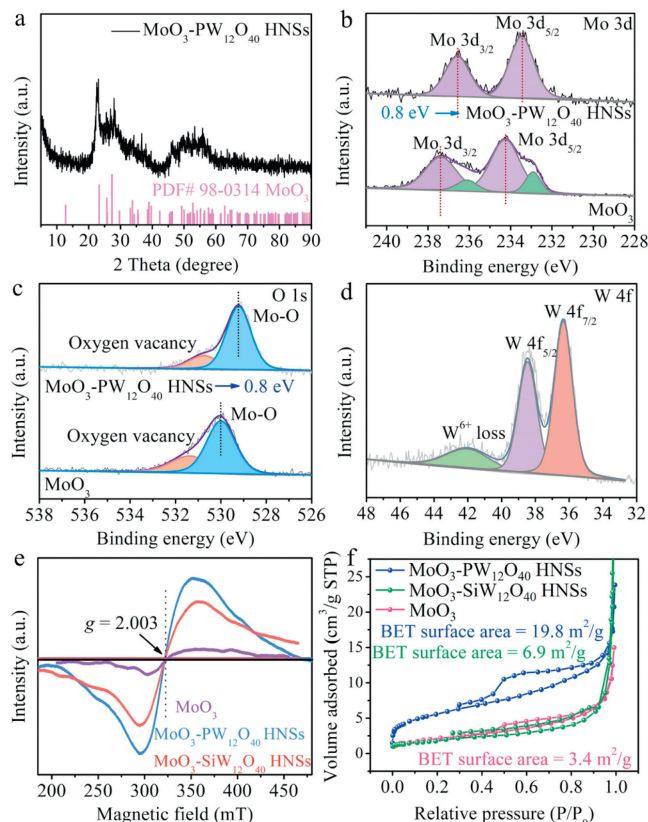 a
MoO₃-PW₁₂O₄₀ HNSs
PDF# 98-0314 MoO₃
Intensity (a.u.)
10 20 30 40 50 60 70 80 90
2 Theta (degree)
b
Mo 3d
Mo 3d₃/₂
Mo 3d₅/₂
0.8 eV
MoO₃-PW₁₂O₄₀ HNSs
Mo 3d₃/₂
Mo 3d₅/₂
MoO₃
Intensity (a.u.)
240 238 236 234 232 230 228
Binding energy (eV)
c
O 1s
Mo-O
Oxygen vacancy
MoO₃-PW₁₂O₄₀ HNSs
0.8 eV
Mo-O
Oxygen vacancy
MoO₃
Intensity (a.u.)
538 536 534 532 530 528 526
Binding energy (eV)
d
W 4f
W 4f₇/₂
W 4f₅/₂
W⁶⁺ loss
Intensity (a.u.)
48 46 44 42 40 38 36 34 32
Binding energy (eV)
e
g = 2.003
MoO₃
MoO₃-PW₁₂O₄₀ HNSs
MoO₃-SiW₁₂O₄₀ HNSs
Intensity (a.u.)
200 250 300 350 400 450
Magnetic field (mT)
f
MoO₃-PW₁₂O₄₀ HNSs
MoO₃-SiW₁₂O₄₀ HNSs
MoO₃
BET surface area = 19.8 m²/g
BET surface area = 6.9 m²/g
BET surface area = 3.4 m²/g
Volume adsorbed (cm³/g STP)
25
20
15
10
5
0
0.0 0.2 0.4 0.6 0.8 1.0
Relative pressure (P/P₀)